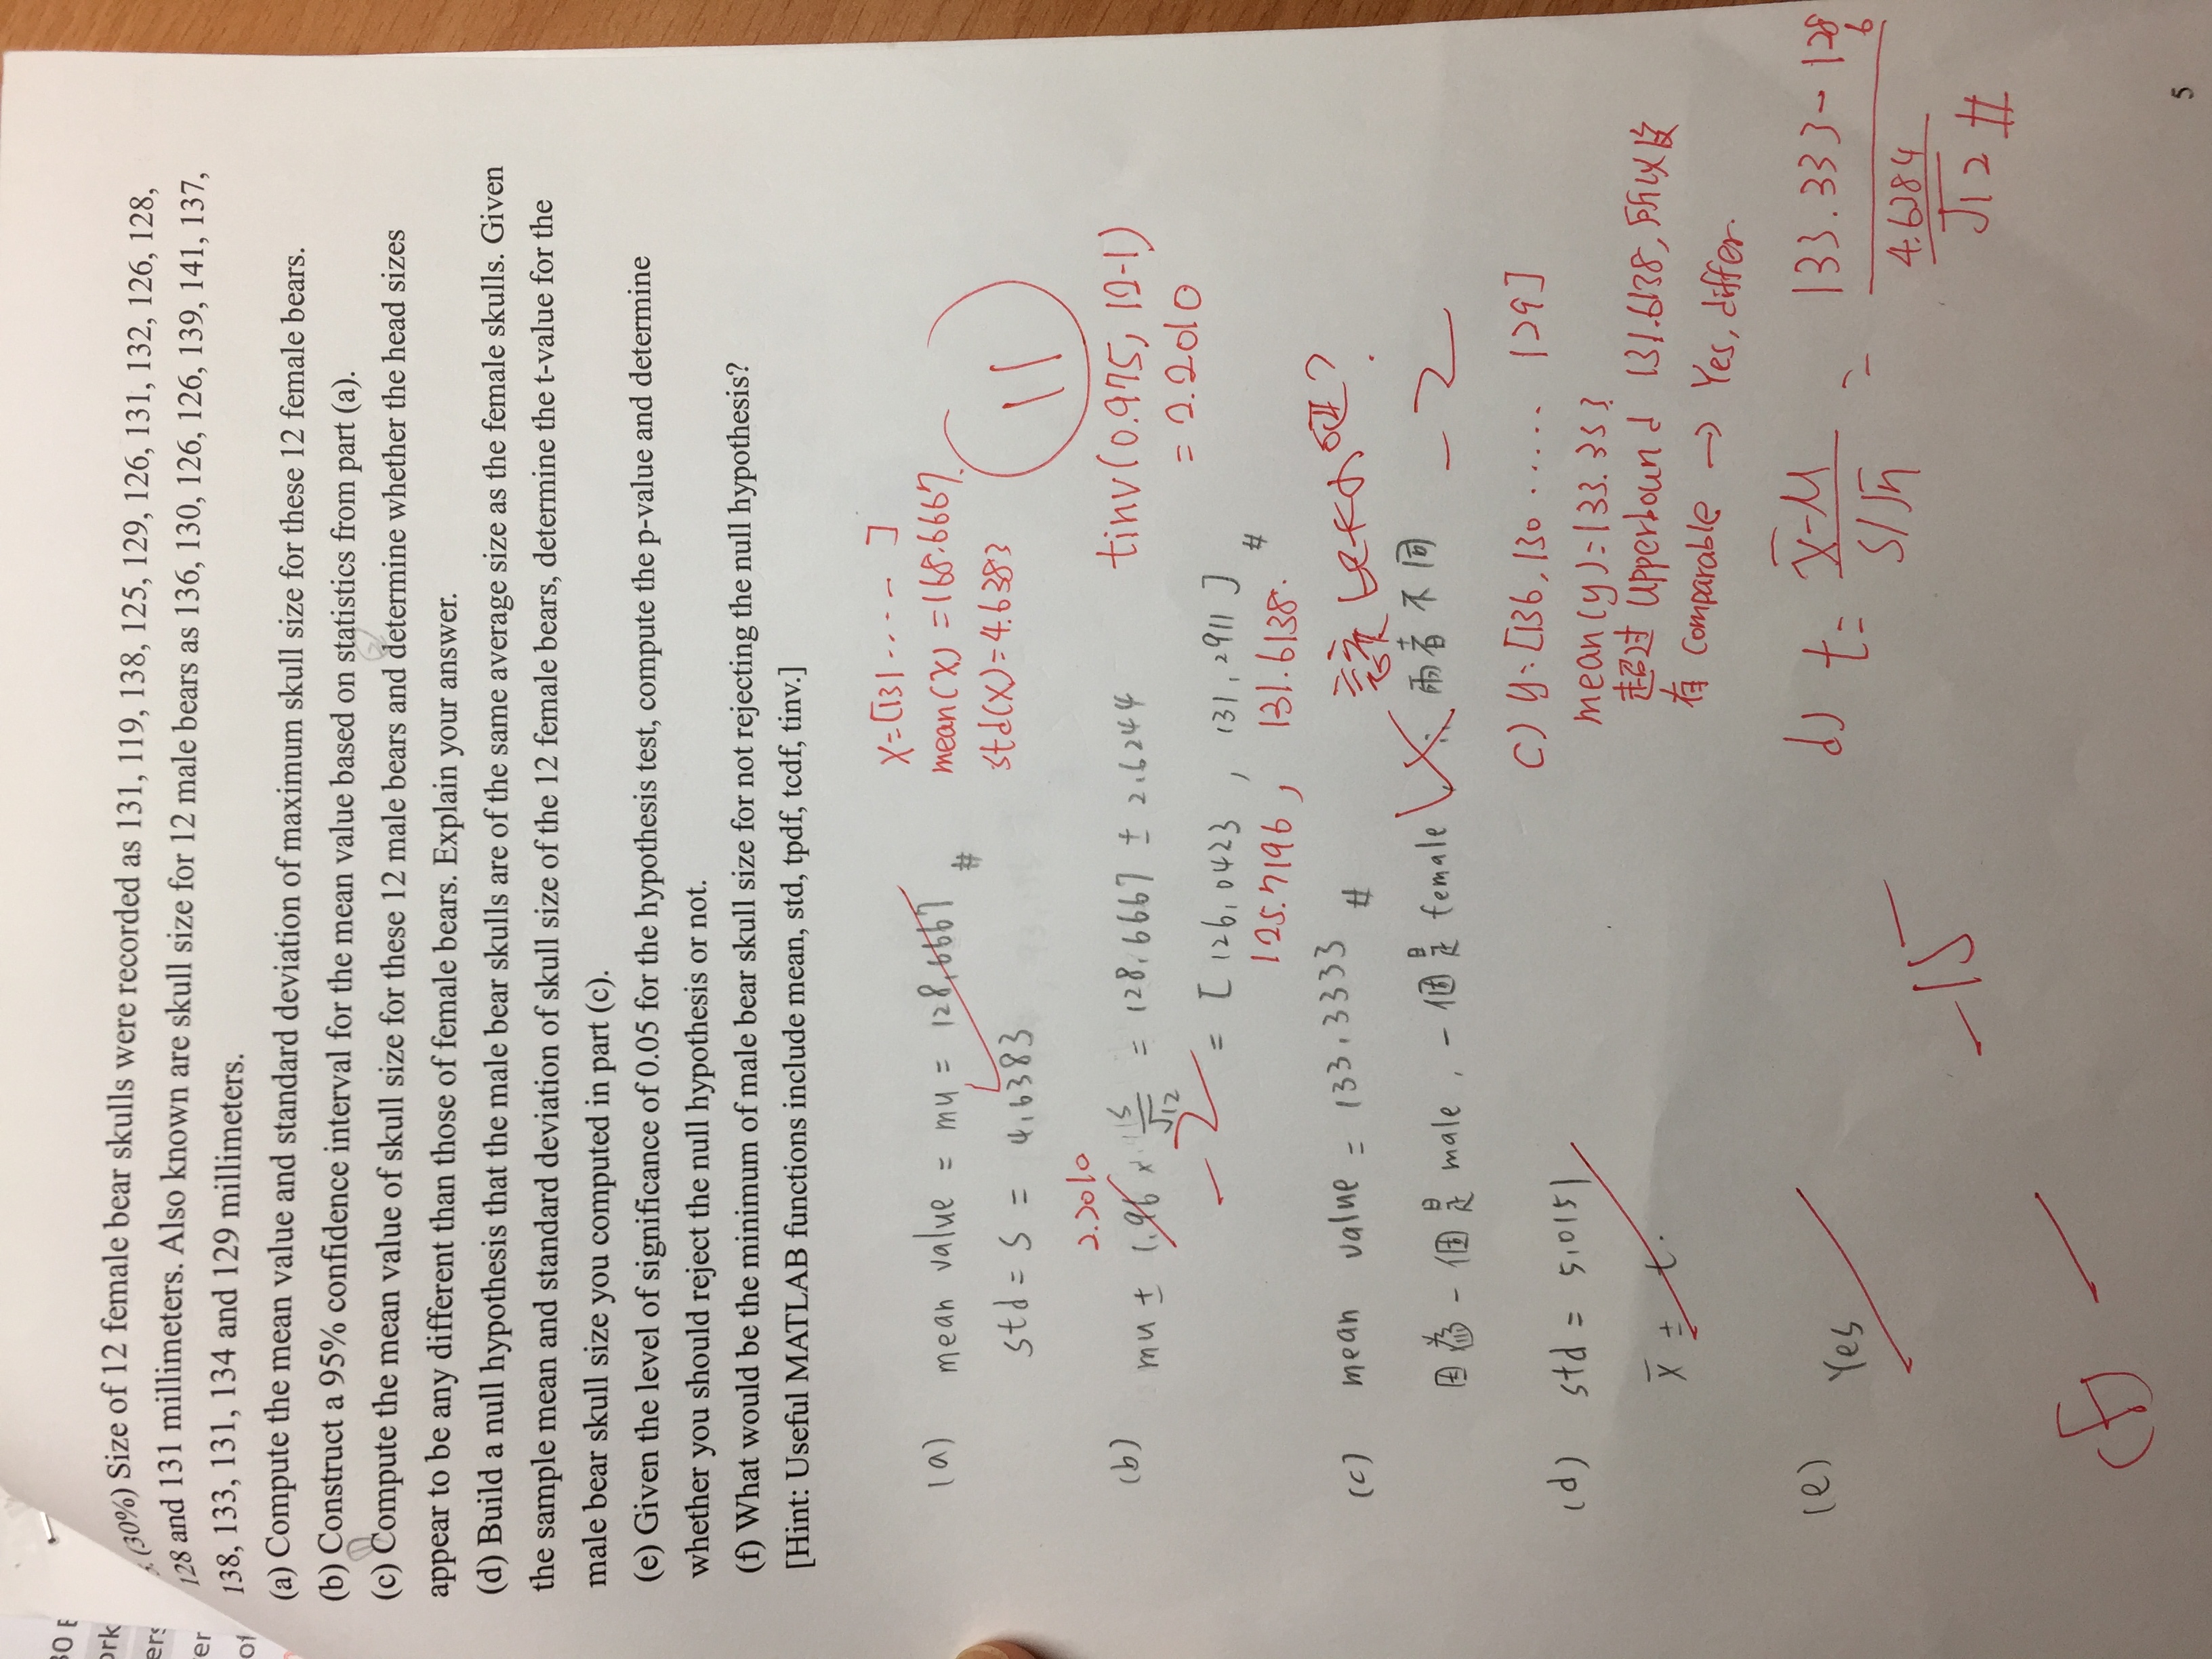 30 E
ork
ers
er
of
(30%) Size of 12 female bear skulls were recorded as 131, 119, 138, 125, 129, 126, 131, 132, 126, 128,
128 and 131 millimeters. Also known are skull size for 12 male bears as 136, 130, 126, 126, 139, 141, 137,
138, 133, 131, 134 and 129 millimeters.
(a) Compute the mean value and standard deviation of maximum skull size for these 12 female bears.
(b) Construct a 95% confidence interval for the mean value based on statistics from part (a).
(c) Compute the mean value of skull size for these 12 male bears and determine whether the head sizes
appear to be any different than those of female bears. Explain your answer.
(d) Build a null hypothesis that the male bear skulls are of the same average size as the female skulls. Given
the sample mean and standard deviation of skull size of the 12 female bears, determine the t-value for the
male bear skull size you computed in part (c).
(e) Given the level of significance of 0.05 for the hypothesis test, compute the p-value and determine
whether you should reject the null hypothesis or not.
(f) What would be the minimum of male bear skull size for not rejecting the null hypothesis?
[Hint: Useful MATLAB functions include mean, std, tpdf, tcdf, tinv.]
X=[131 ····- ]
(a) mean value = mu = 128.6667 #
mean(X) =168.6667.
std = S = 4.6383
std(X)=4.6383
11
2.2010
(b) mu ± 1.96 × S/√12 = 128.6667 ± 2.6244
tinv(0.975, 12-1)
= 2.2010
-2
= [ 126.0423 , 131.2911 ] #
125.7196, 131.6138.
(c) mean value = 133.3333 #
該比大小吧?
因為一個是 male, 一個是 female ∴ 兩者不同
-2
C) y=[136,130 ····· 129]
(d) std = 5.0151
mean(y)=133.333
超过 upperbound 131.6138, 所以沒
x̄ ± t.
有 Comparable → Yes, differ.
(e) Yes
d) t= x̄-μ / S/√n = 133.333-128.6 / 4.6384/√12 #
-15
(f) —
5